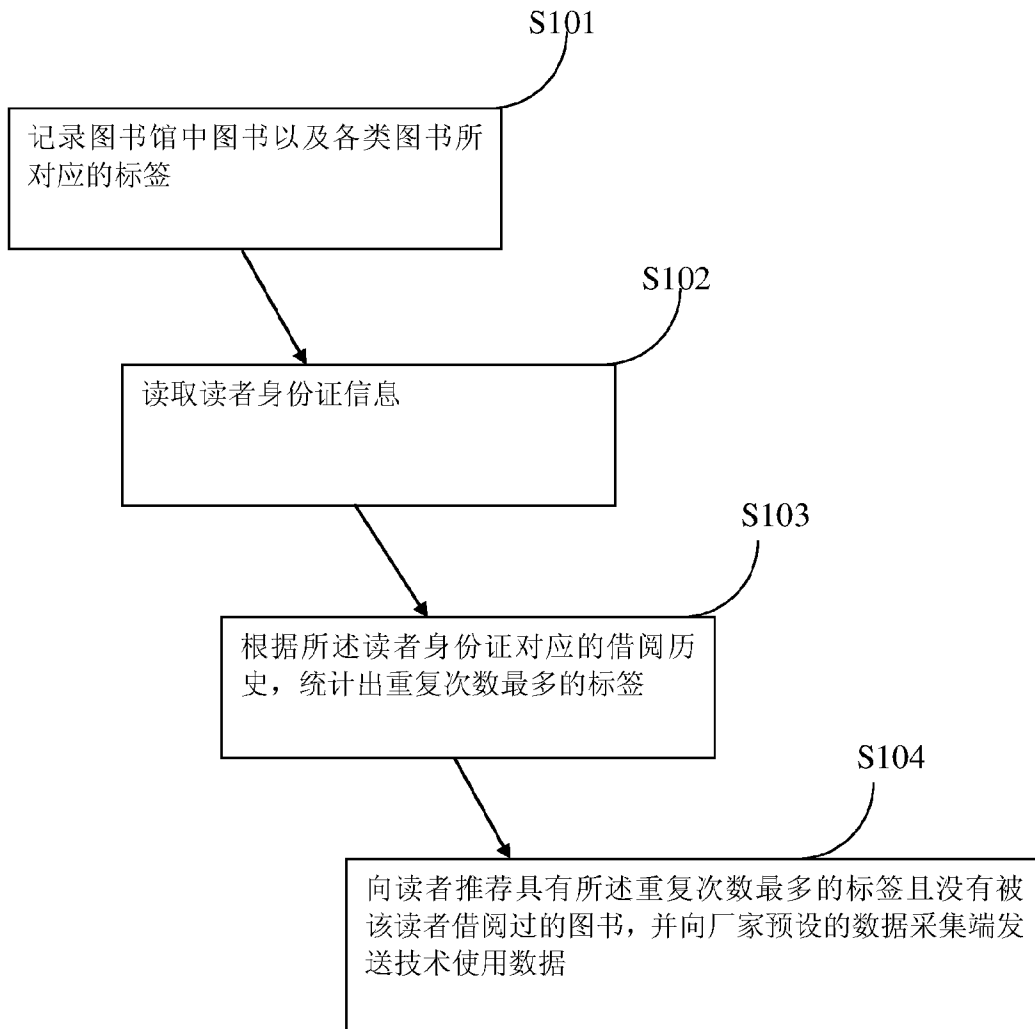 S101
记录图书馆中图书以及各类图书所
对应的标签
S102
读取读者身份证信息
S103
根据所述读者身份证对应的借阅历
史，统计出重复次数最多的标签
S104
向读者推荐具有所述重复次数最多的标签且没有被
该读者借阅过的图书，并向厂家预设的数据采集端发
送技术使用数据